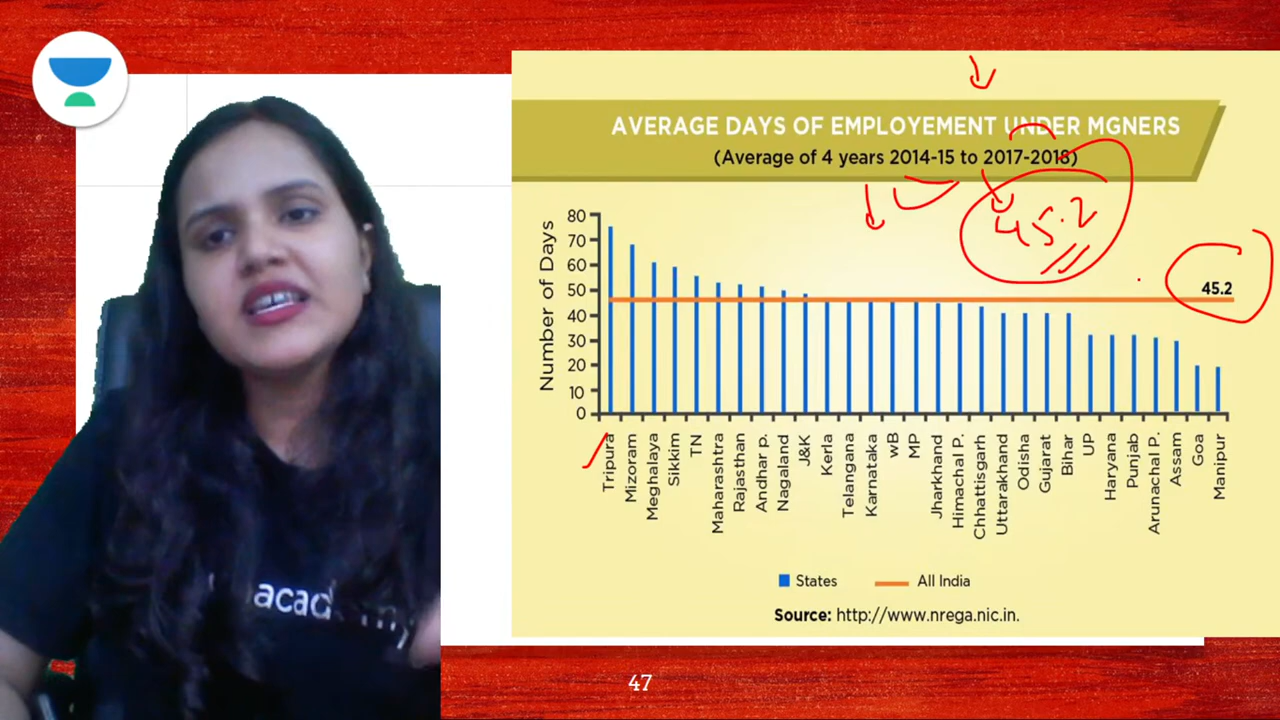 AVERAGE DAYS OF EMPLOYEMENT UNDER MGNERS
(Average of 4 years 2014-15 to 2017-2018)
45.2
Number of Days
80
70
60
50
40
30
20
10
0
45.2
Tripura
Mizoram
Meghalaya
Sikkim
TN
Maharashtra
Rajasthan
Andhar p.
Nagaland
J&K
Kerla
Telangana
Karnataka
wB
MP
Jharkhand
Himachal P.
Chhattisgarh
Uttarakhand
Odisha
Gujarat
Bihar
UP
Haryana
Punjab
Arunachal P.
Assam
Goa
Manipur
States
All India
Source: http://www.nrega.nic.in.
47